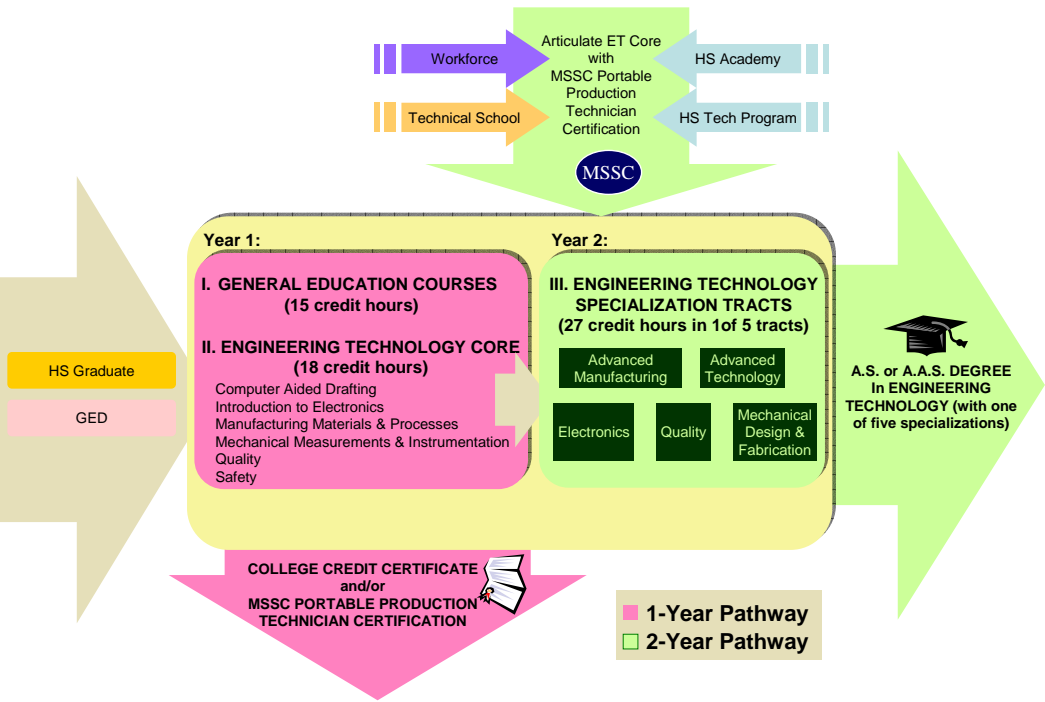 Workforce
Technical School
Articulate ET Core
with
MSSC Portable
Production
Technician
Certification
HS Academy
HS Tech Program
MSSC
HS Graduate
GED
Year 1:
I. GENERAL EDUCATION COURSES
(15 credit hours)
II. ENGINEERING TECHNOLOGY CORE
(18 credit hours)
Computer Aided Drafting
Introduction to Electronics
Manufacturing Materials & Processes
Mechanical Measurements & Instrumentation
Quality
Safety
Year 2:
III. ENGINEERING TECHNOLOGY
SPECIALIZATION TRACTS
(27 credit hours in 1of 5 tracts)
Advanced
Manufacturing
Advanced
Technology
Electronics
Quality
Mechanical
Design &
Fabrication
A.S. or A.A.S. DEGREE
In ENGINEERING
TECHNOLOGY (with one
of five specializations)
COLLEGE CREDIT CERTIFICATE
and/or
MSSC PORTABLE PRODUCTION
TECHNICIAN CERTIFICATION
1-Year Pathway
2-Year Pathway